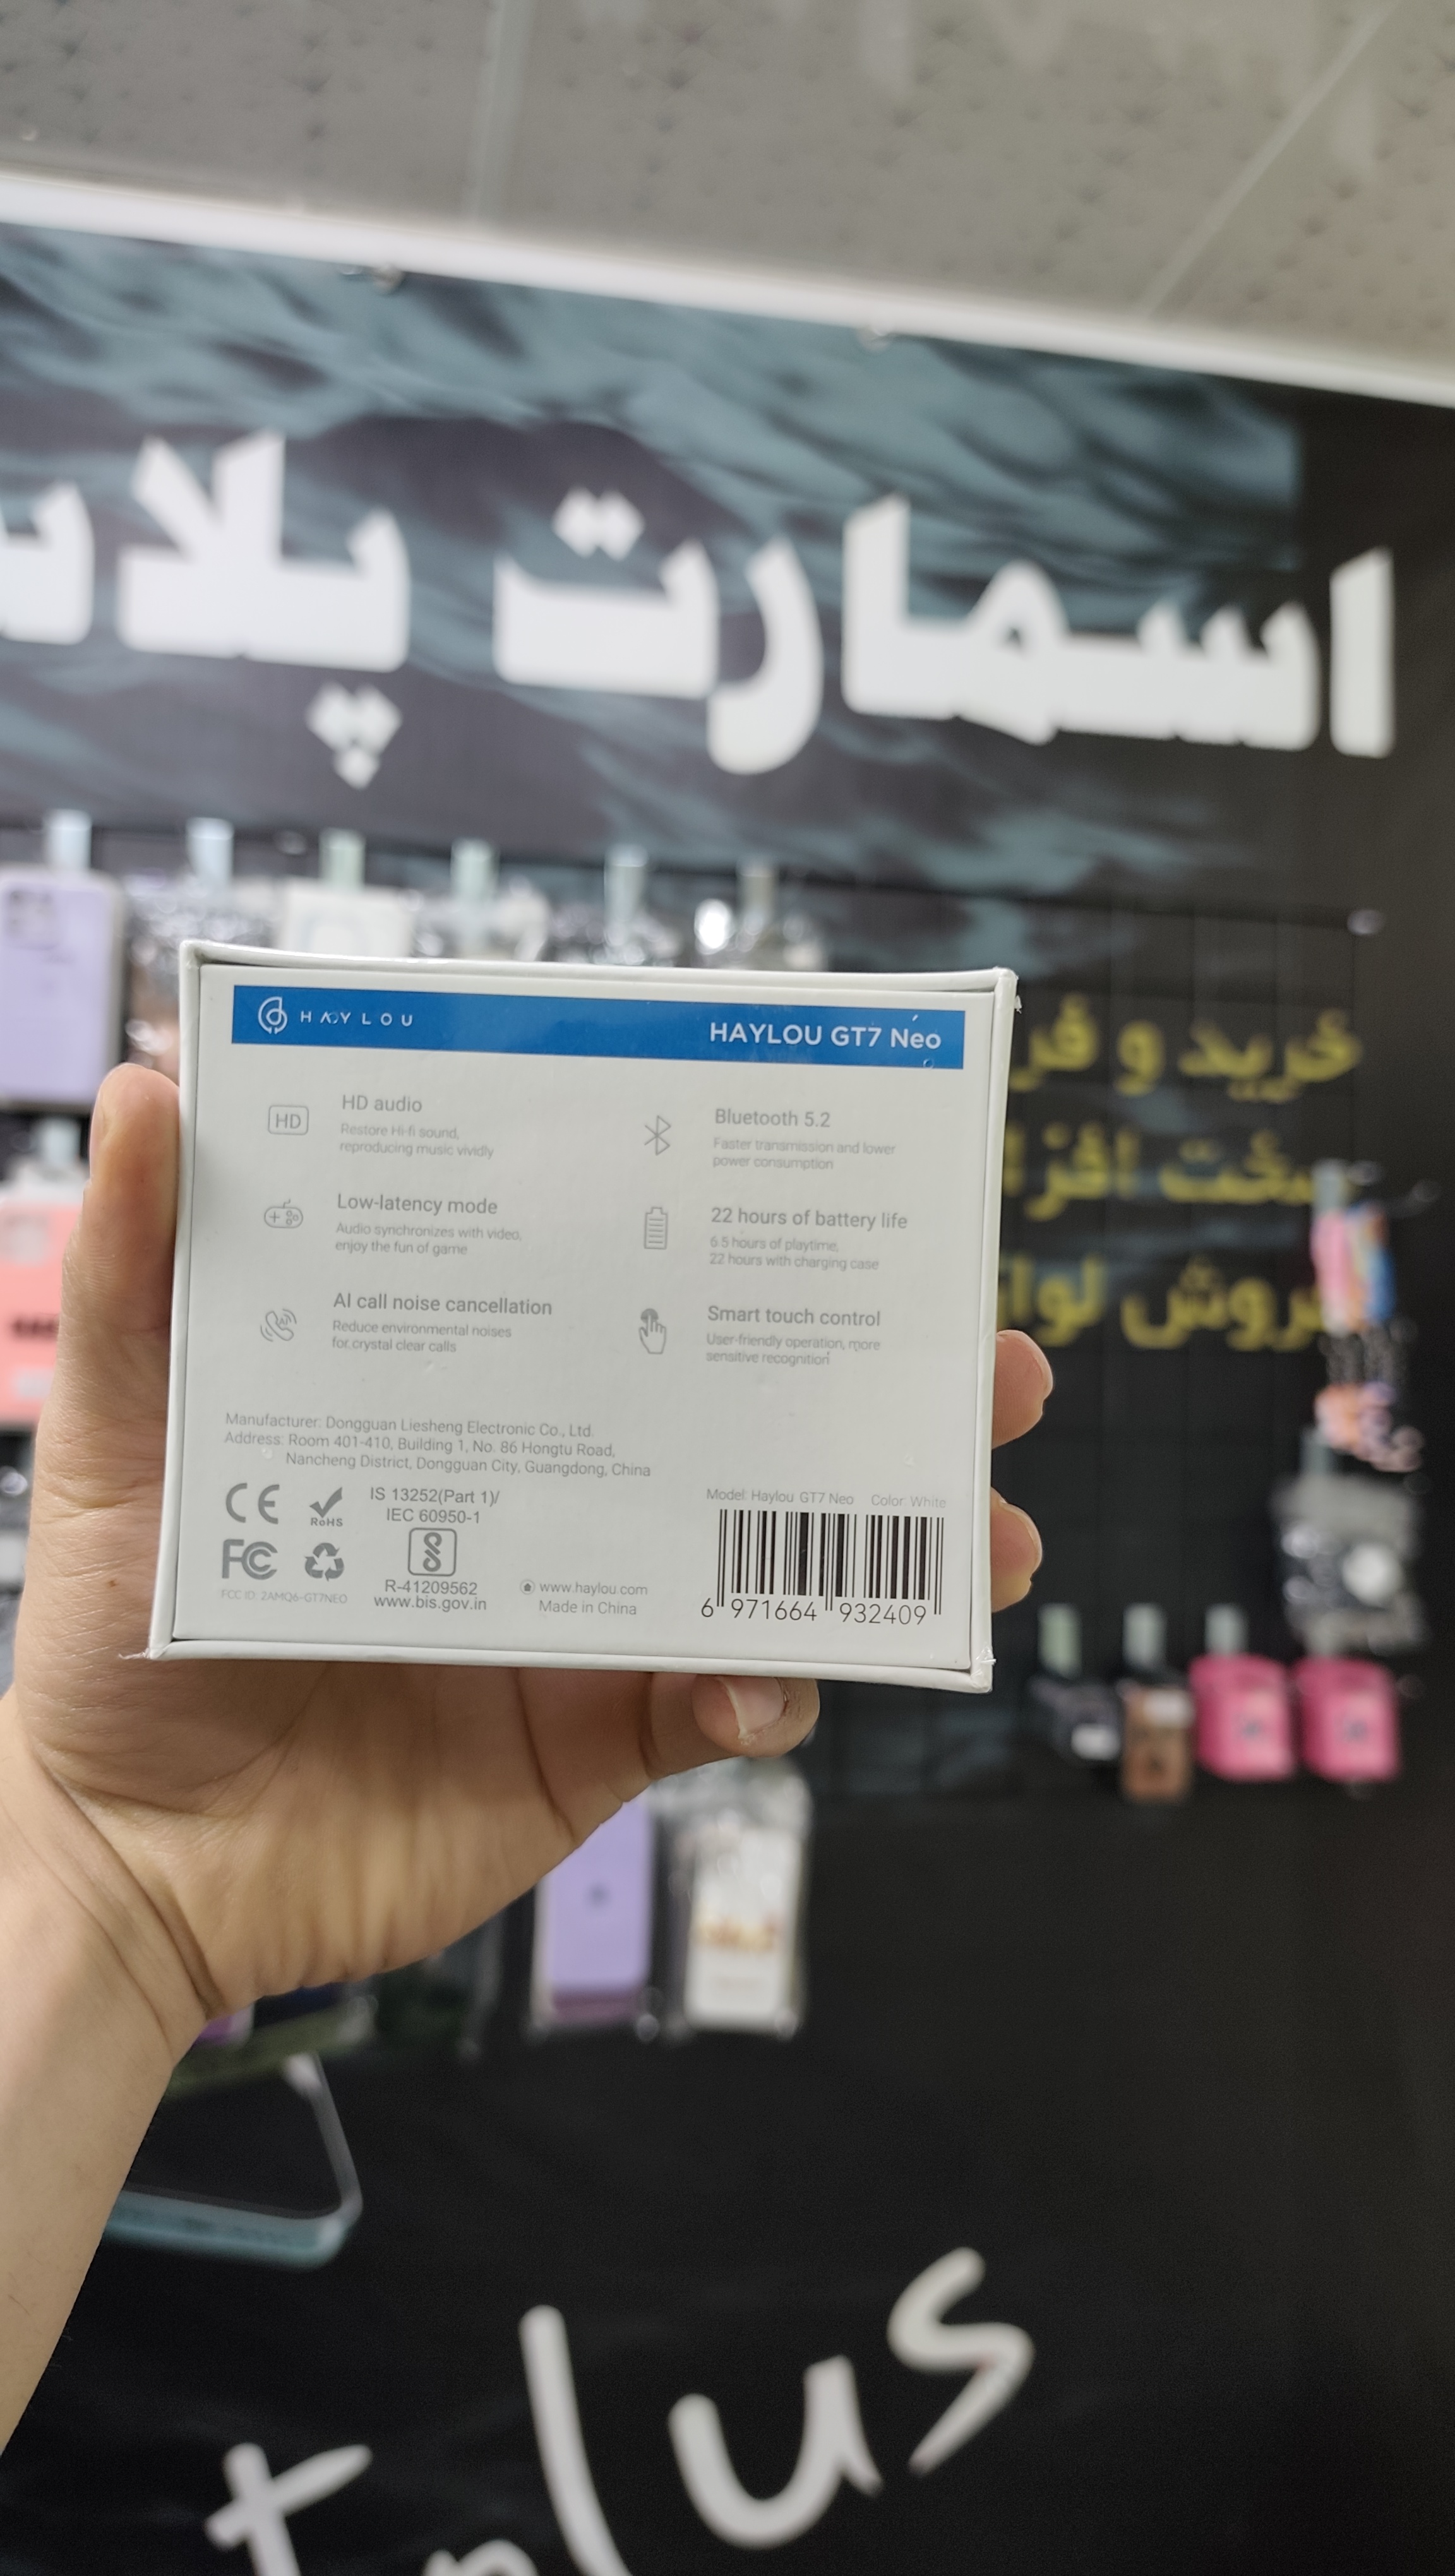 اسمارت پلاس
خرید و فر
سخت افزا
فروش لواز
HAYLOU
HAYLOU GT7 Neo
HD
HD audio
Restore Hi-fi sound,
reproducing music vividly
Bluetooth 5.2
Faster transmission and lower
power consumption
Low-latency mode
Audio synchronizes with video,
enjoy the fun of game
22 hours of battery life
6.5 hours of playtime,
22 hours with charging case
AI call noise cancellation
Reduce environmental noises
for crystal clear calls
Smart touch control
User-friendly operation, more
sensitive recognition
Manufacturer: Dongguan Liesheng Electronic Co., Ltd.
Address: Room 401-410, Building 1, No. 86 Hongtu Road,
Nancheng District, Dongguan City, Guangdong, China
CE
RoHS
FC
FCC ID: 2AMQ6-GT7NEO
IS 13252(Part 1)/
IEC 60950-1
R-41209562
www.bis.gov.in
www.haylou.com
Made in China
Model: Haylou GT7 Neo Color: White
6 971664 932409
t plus